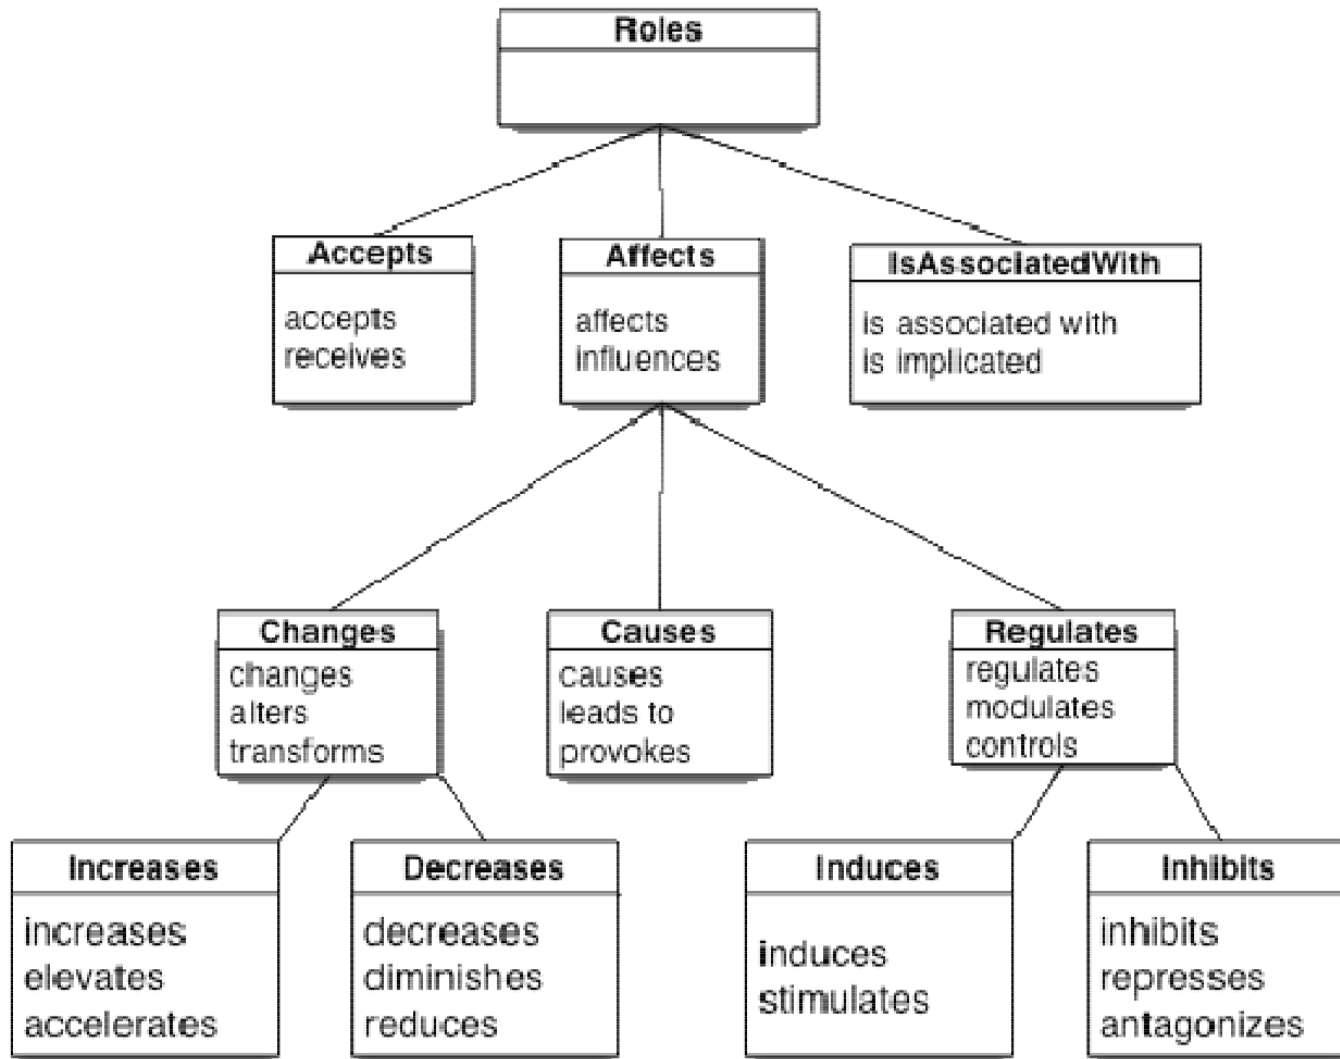 Roles
Accepts
accepts
receives
Affects
affects
influences
IsAssociatedWith
is associated with
is implicated
Changes
changes
alters
transforms
Causes
causes
leads to
provokes
Regulates
regulates
modulates
controls
Increases
increases
elevates
accelerates
Decreases
decreases
diminishes
reduces
Induces
induces
stimulates
Inhibits
inhibits
represses
antagonizes